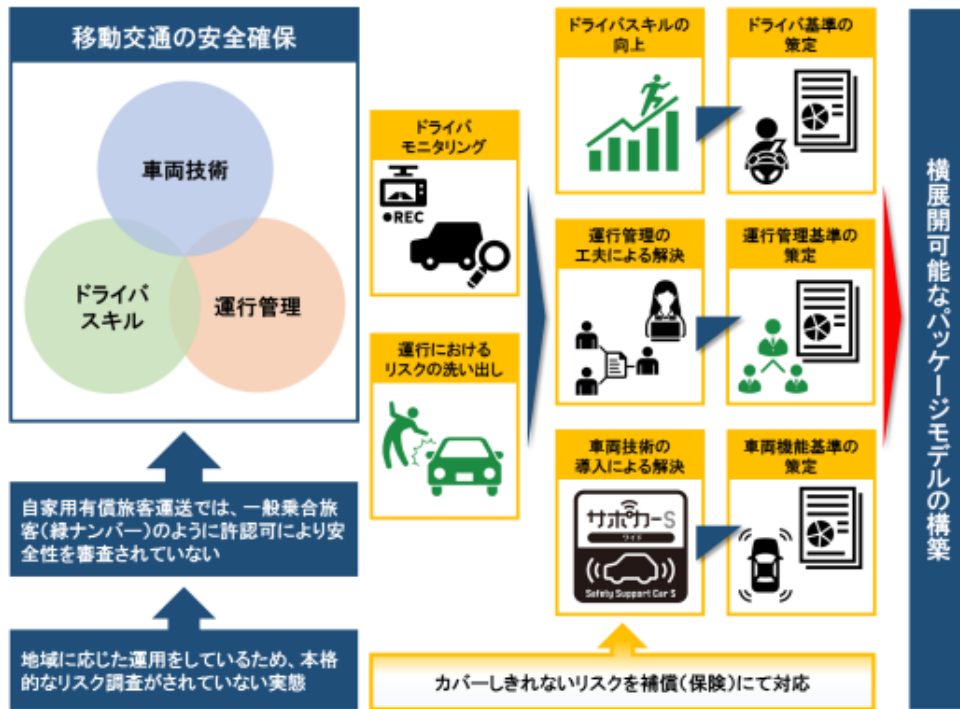 移動交通の安全確保
車両技術
ドライバ
スキル
運行管理
自家用有償旅客運送では、一般乗合旅
客(緑ナンバー)のように許認可により安
全性を審査されていない
地域に応じた運用をしているため、本格
的なリスク調査がされていない実態
ドライバ
モニタリング
●REC
運行における
リスクの洗い出し
ドライバスキルの
向上
ドライバ基準の
策定
運行管理の
工夫による解決
運行管理基準の
策定
車両技術の
導入による解決
サポカーS
ワイド
Safety Support Car S
車両機能基準の
策定
カバーしきれないリスクを補償(保険)にて対応
横展開可能なパッケージモデルの構築